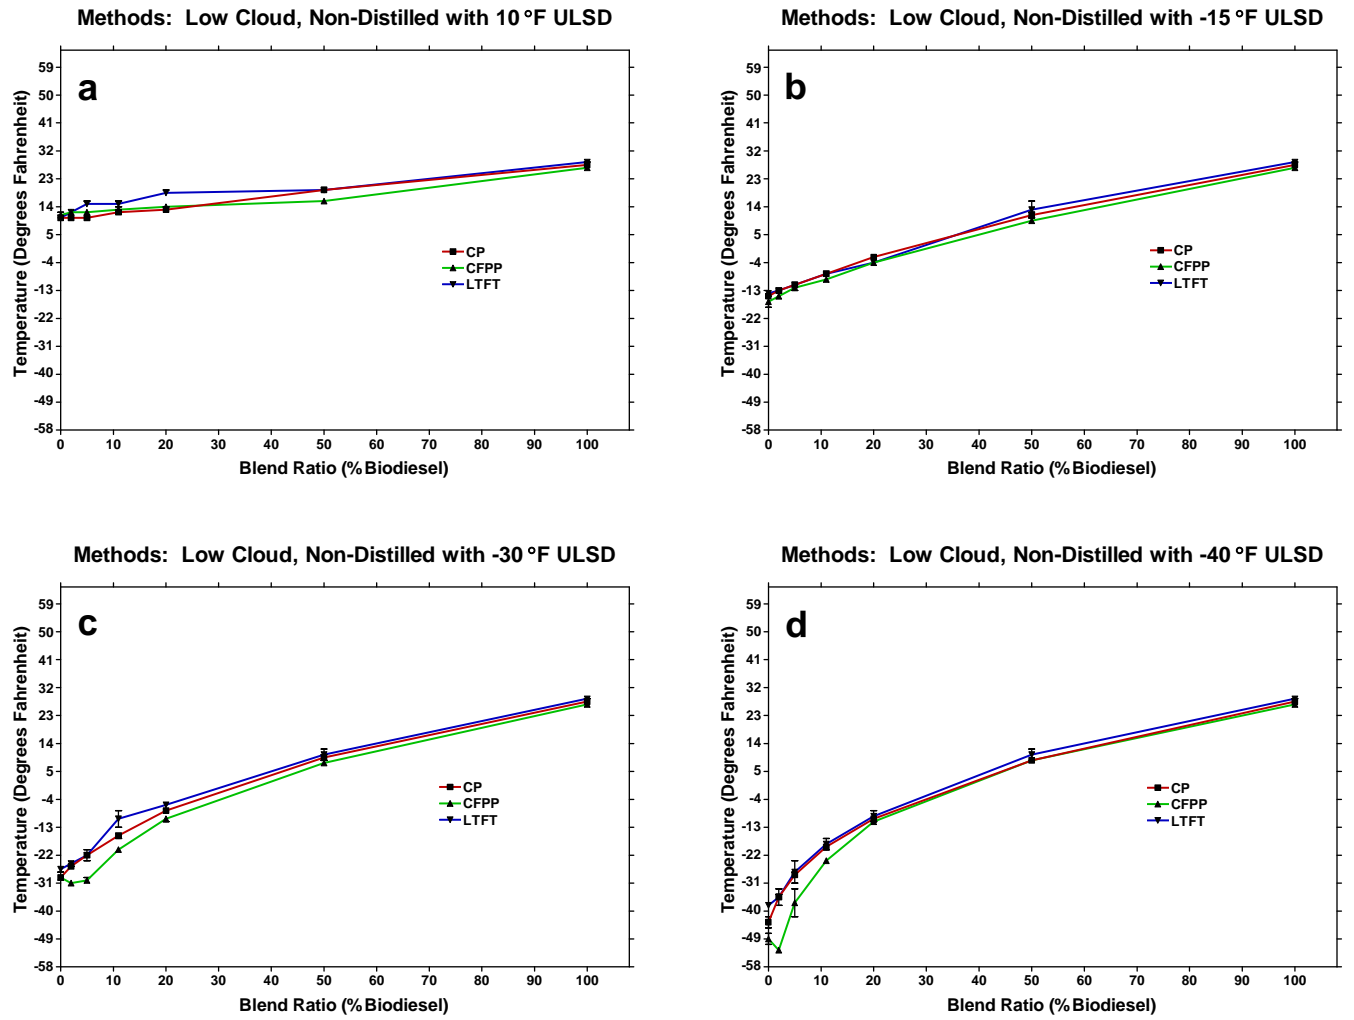 Methods: Low Cloud, Non-Distilled with 10 °F ULSD
a
Temperature (Degrees Fahrenheit)
59
50
41
32
23
14
5
-4
-13
-22
-31
-40
-49
-58
CP
CFPP
LTFT
0 10 20 30 40 50 60 70 80 90 100
Blend Ratio (% Biodiesel)
Methods: Low Cloud, Non-Distilled with -15 °F ULSD
b
Temperature (Degrees Fahrenheit)
59
50
41
32
23
14
5
-4
-13
-22
-31
-40
-49
-58
CP
CFPP
LTFT
0 10 20 30 40 50 60 70 80 90 100
Blend Ratio (% Biodiesel)
Methods: Low Cloud, Non-Distilled with -30 °F ULSD
c
Temperature (Degrees Fahrenheit)
59
50
41
32
23
14
5
-4
-13
-22
-31
-40
-49
-58
CP
CFPP
LTFT
0 10 20 30 40 50 60 70 80 90 100
Blend Ratio (% Biodiesel)
Methods: Low Cloud, Non-Distilled with -40 °F ULSD
d
Temperature (Degrees Fahrenheit)
59
50
41
32
23
14
5
-4
-13
-22
-31
-40
-49
-58
CP
CFPP
LTFT
0 10 20 30 40 50 60 70 80 90 100
Blend Ratio (% Biodiesel)